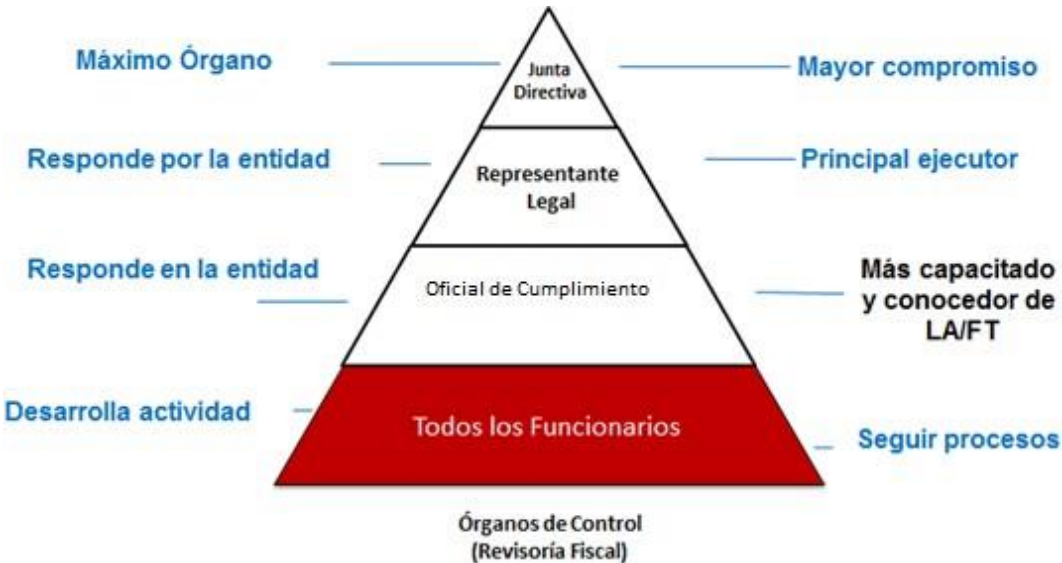 Máximo Órgano
Junta
Directiva
Mayor compromiso
Responde por la entidad
Representante
Legal
Principal ejecutor
Responde en la entidad
Oficial de Cumplimiento
Más capacitado
y conocedor de
LA/FT
Desarrolla actividad
Todos los Funcionarios
Seguir procesos
Órganos de Control
(Revisoría Fiscal)